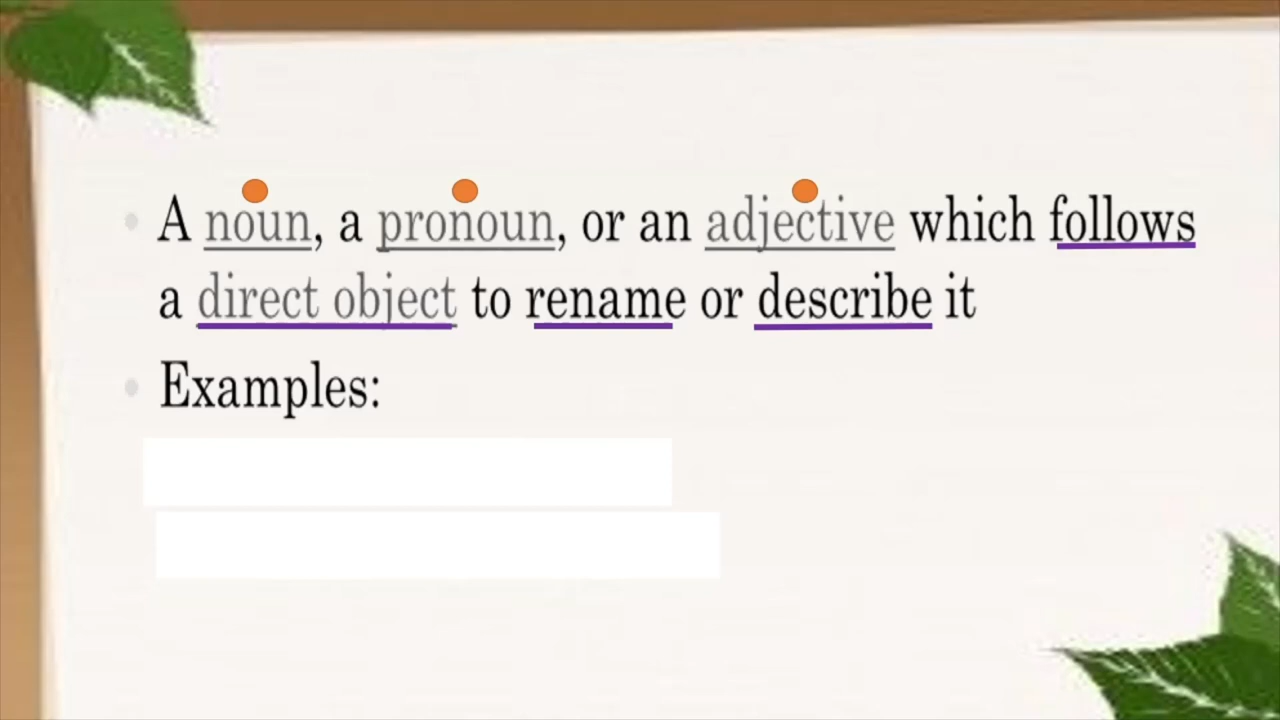 A noun, a pronoun, or an adjective which follows
a direct object to rename or describe it
Examples: